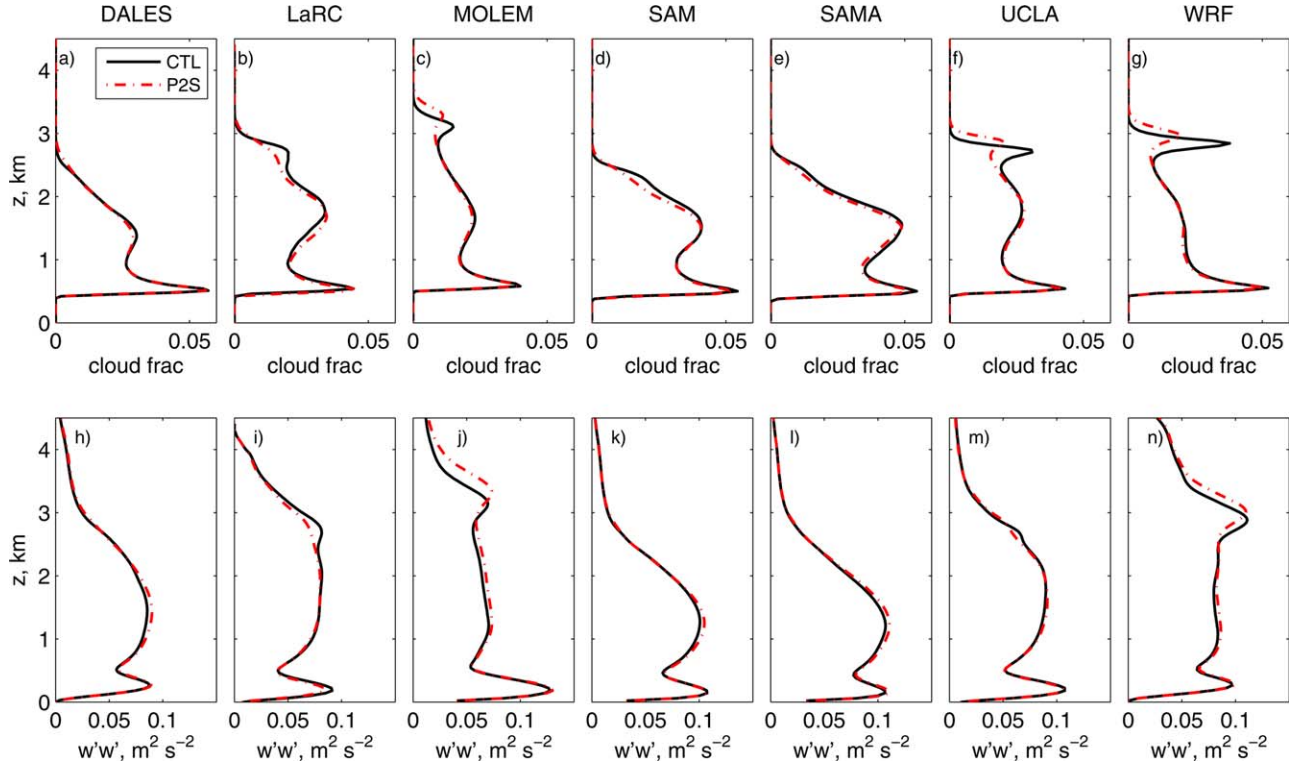 DALES LaRC MOLEM SAM SAMA UCLA WRF
a) b) c) d) e) f) g)
CTL
P2S
4
3
2
1
0
z, km
0 0.05 0 0.05 0 0.05 0 0.05 0 0.05 0 0.05 0 0.05
cloud frac cloud frac cloud frac cloud frac cloud frac cloud frac cloud frac
h) i) j) k) l) m) n)
4
3
2
1
0
z, km
0 0.05 0.1 0 0.05 0.1 0 0.05 0.1 0 0.05 0.1 0 0.05 0.1 0 0.05 0.1 0 0.05 0.1
w'w', m² s⁻² w'w', m² s⁻² w'w', m² s⁻² w'w', m² s⁻² w'w', m² s⁻² w'w', m² s⁻² w'w', m² s⁻²